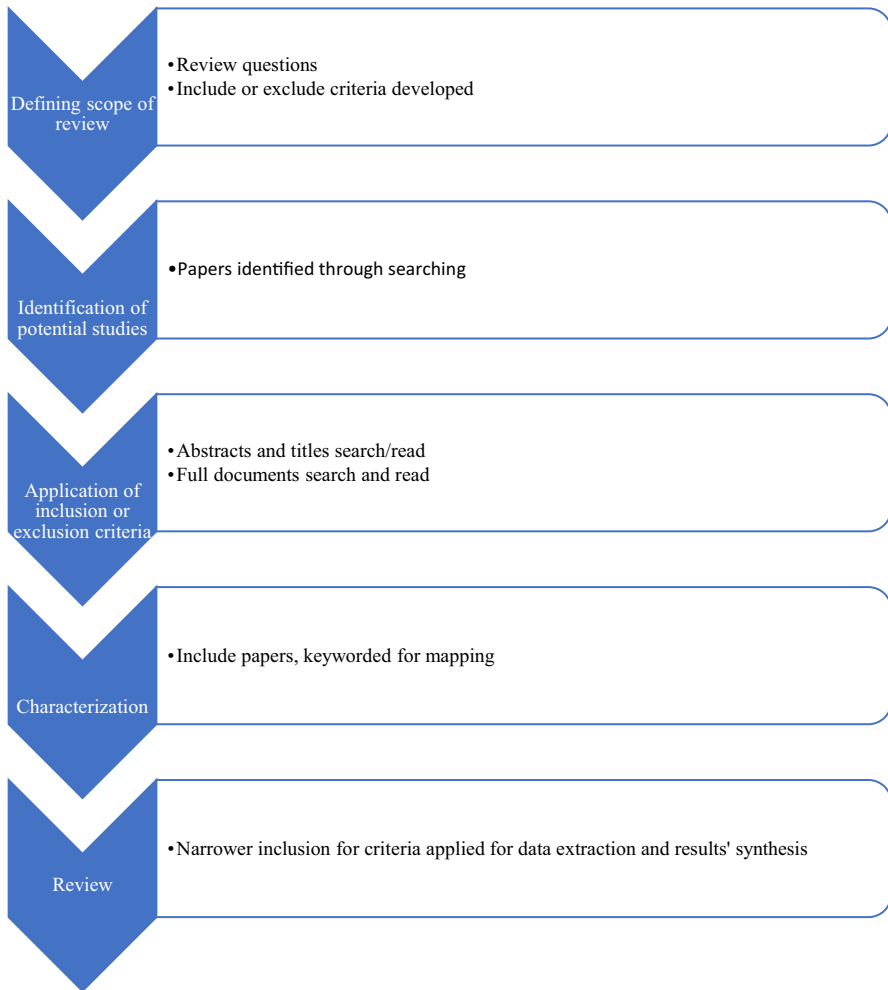 Defining scope of
review
•Review questions
•Include or exclude criteria developed
Identification of
potential studies
•Papers identified through searching
Application of
inclusion or
exclusion criteria
•Abstracts and titles search/read
•Full documents search and read
Characterization
•Include papers, keyworded for mapping
Review
•Narrower inclusion for criteria applied for data extraction and results' synthesis